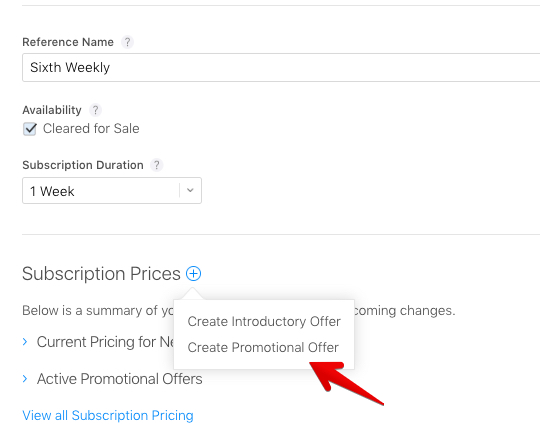 Reference Name ?
Sixth Weekly
Availability ?
Cleared for Sale
Subscription Duration ?
1 Week
Subscription Prices
Below is a summary of yo coming changes.
Create Introductory Offer
Current Pricing for Ne
Create Promotional Offer
Active Promotional Offers
View all Subscription Pricing